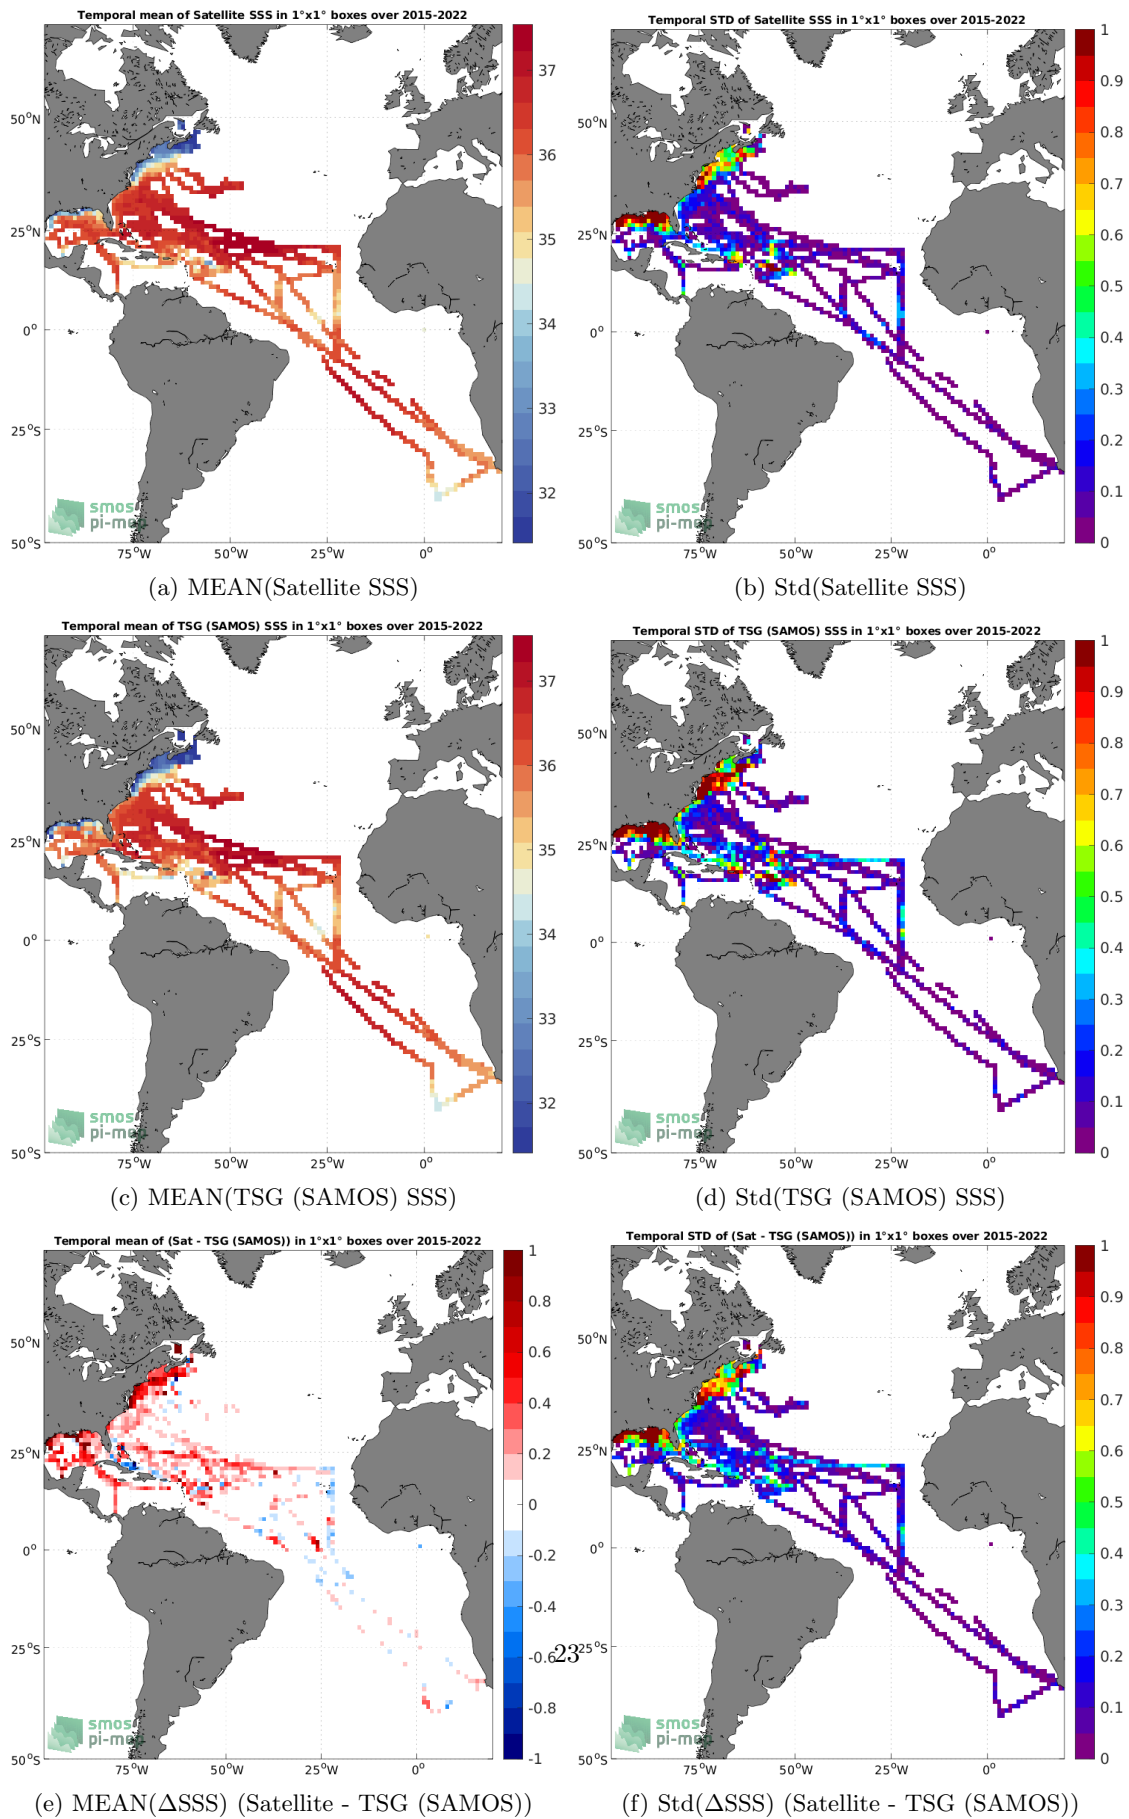 Temporal mean of Satellite SSS in 1°x1° boxes over 2015-2022
50°N
25°N
0°
25°S
50°S
75°W
50°W
25°W
0°
37
36
35
34
33
32
smos
pi-mep
(a) MEAN(Satellite SSS)
Temporal STD of Satellite SSS in 1°x1° boxes over 2015-2022
50°N
25°N
0°
25°S
50°S
75°W
50°W
25°W
0°
1
0.9
0.8
0.7
0.6
0.5
0.4
0.3
0.2
0.1
0
smos
pi-mep
(b) Std(Satellite SSS)
Temporal mean of TSG (SAMOS) SSS in 1°x1° boxes over 2015-2022
50°N
25°N
0°
25°S
50°S
75°W
50°W
25°W
0°
37
36
35
34
33
32
smos
pi-mep
(c) MEAN(TSG (SAMOS) SSS)
Temporal STD of TSG (SAMOS) SSS in 1°x1° boxes over 2015-2022
50°N
25°N
0°
25°S
50°S
75°W
50°W
25°W
0°
1
0.9
0.8
0.7
0.6
0.5
0.4
0.3
0.2
0.1
0
smos
pi-mep
(d) Std(TSG (SAMOS) SSS)
Temporal mean of (Sat - TSG (SAMOS)) in 1°x1° boxes over 2015-2022
50°N
25°N
0°
25°S
50°S
75°W
50°W
25°W
0°
1
0.8
0.6
0.4
0.2
0
-0.2
-0.4
-0.6
-0.8
-1
smos
pi-mep
(e) MEAN(ΔSSS) (Satellite - TSG (SAMOS))
Temporal STD of (Sat - TSG (SAMOS)) in 1°x1° boxes over 2015-2022
50°N
25°N
0°
25°S
50°S
75°W
50°W
25°W
0°
1
0.9
0.8
0.7
0.6
0.5
0.4
0.3
0.2
0.1
0
smos
pi-mep
(f) Std(ΔSSS) (Satellite - TSG (SAMOS))
23